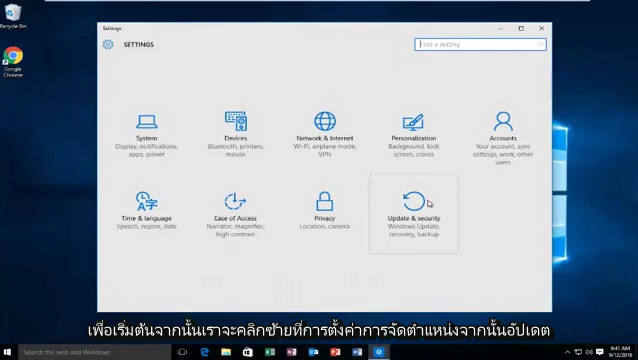 Recycle Bin
Google
Chrome
Settings
SETTINGS
Find a setting
System
Display, notifications,
apps, power
Devices
Bluetooth, printers,
mouse
Network & Internet
Wi-Fi, airplane mode,
VPN
Personalization
Background, lock
screen, colors
Accounts
Your account, sync
settings, work, other
users
Time & language
Speech, region, date
Ease of Access
Narrator, magnifier,
high contrast
Privacy
Location, camera
Update & security
Windows Update,
recovery, backup
เพื่อเริ่มต้นจากนั้นเราจะคลิกซ้ายที่การตั้งค่าการจัดตำแหน่งจากนั้นอัปเดต
Search the web and Windows
9:41 AM
9/12/2016